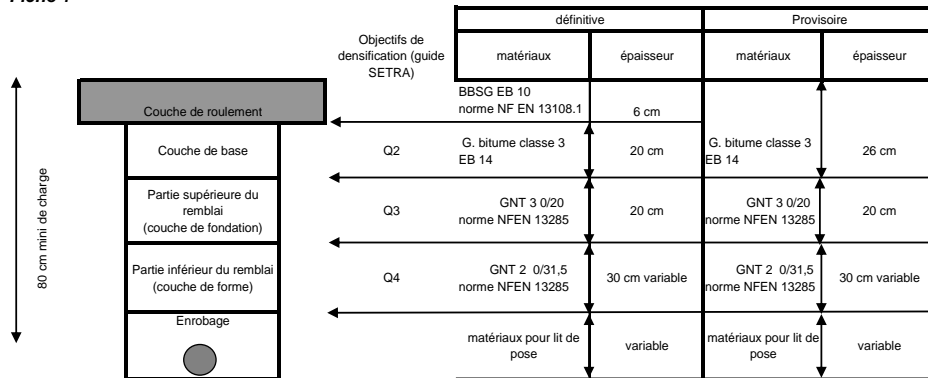 définitive
Provisoire
Objectifs de
densification (guide
SETRA)
matériaux
épaisseur
matériaux
épaisseur
Couche de roulement
BBSG EB 10
norme NF EN 13108.1
6 cm
Couche de base
Q2
G. bitume classe 3
EB 14
20 cm
G. bitume classe 3
EB 14
26 cm
Partie supérieure du
remblai
(couche de fondation)
Q3
GNT 3 0/20
norme NFEN 13285
20 cm
GNT 3 0/20
norme NFEN 13285
20 cm
Partie inférieur du remblai
(couche de forme)
Q4
GNT 2 0/31,5
norme NFEN 13285
30 cm variable
GNT 2 0/31,5
norme NFEN 13285
30 cm variable
Enrobage
matériaux pour lit de
pose
variable
matériaux pour lit de
pose
variable
80 cm mini de charge